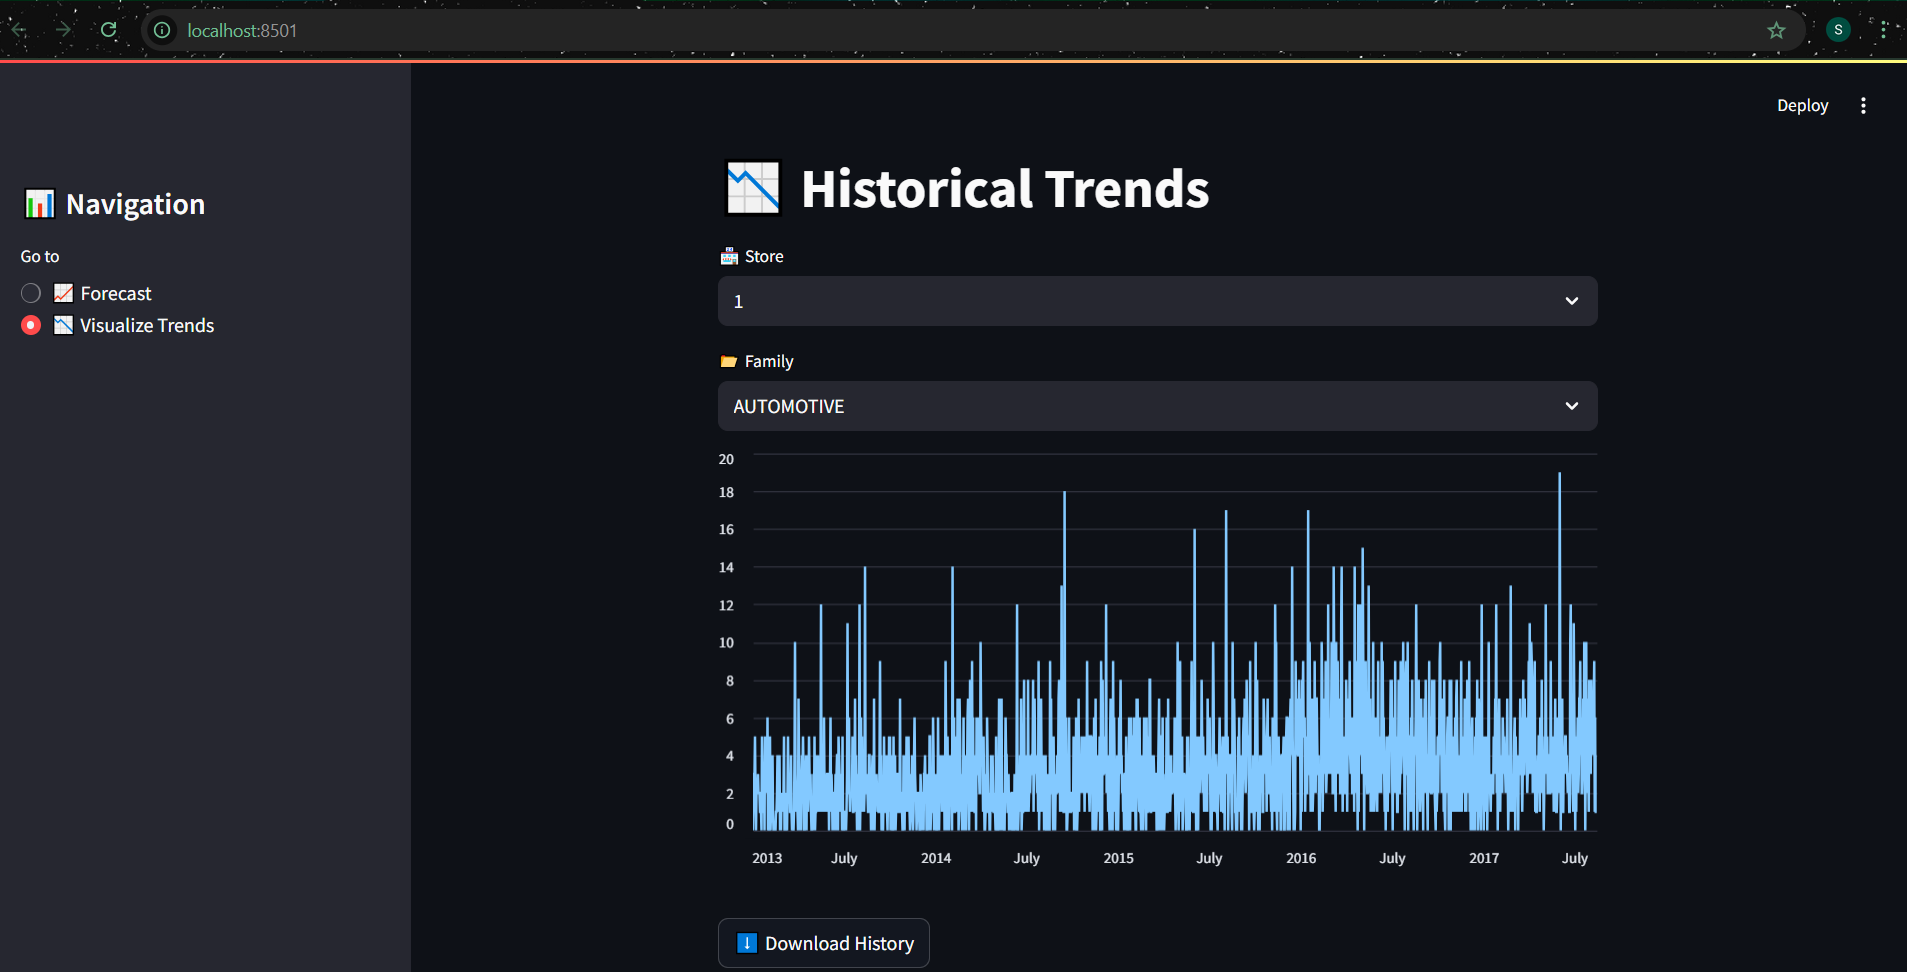 localhost:8501
S
Deploy
Navigation
Go to
Forecast
Visualize Trends
Historical Trends
Store
1
Family
AUTOMOTIVE
20
18
16
14
12
10
8
6
4
2
0
2013 July 2014 July 2015 July 2016 July 2017 July
Download History